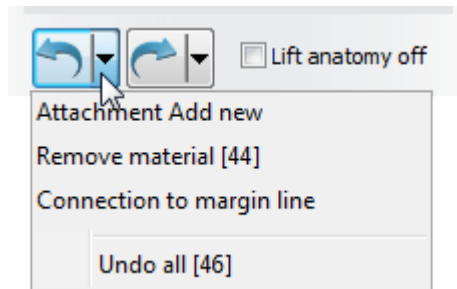 Lift anatomy off
Attachment Add new
Remove material [44]
Connection to margin line
Undo all [46]